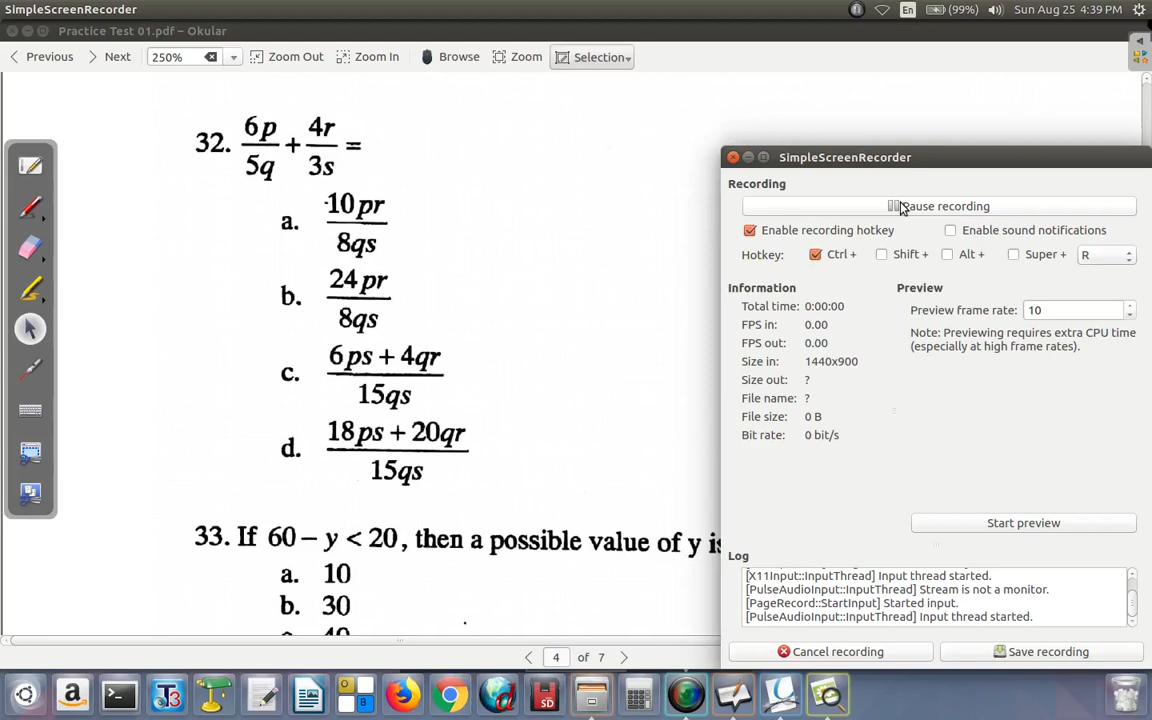 SimpleScreenRecorder
En
(99%)
Sun Aug 25 4:39 PM
Practice Test 01.pdf – Okular
Previous
Next
250%
Zoom Out
Zoom In
Browse
Zoom
Selection
32. 6p/5q + 4r/3s =
a. 10pr/8qs
b. 24pr/8qs
c. 6ps + 4qr/15qs
d. 18ps + 20qr/15qs
33. If 60 – y < 20, then a possible value of y is
a. 10
b. 30
SimpleScreenRecorder
Recording
Pause recording
Enable recording hotkey
Enable sound notifications
Hotkey:
Ctrl +
Shift +
Alt +
Super +
R
Information
Total time: 0:00:00
FPS in: 0.00
FPS out: 0.00
Size in: 1440x900
Size out: ?
File name: ?
File size: 0 B
Bit rate: 0 bit/s
Preview
Preview frame rate: 10
Note: Previewing requires extra CPU time
(especially at high frame rates).
Start preview
Log
[X11Input::InputThread] Input thread started.
[PulseAudioInput::InputThread] Stream is not a monitor.
[PageRecord::StartInput] Started input.
[PulseAudioInput::InputThread] Input thread started.
Cancel recording
Save recording
4 of 7
a
T3
W
O
B
SD